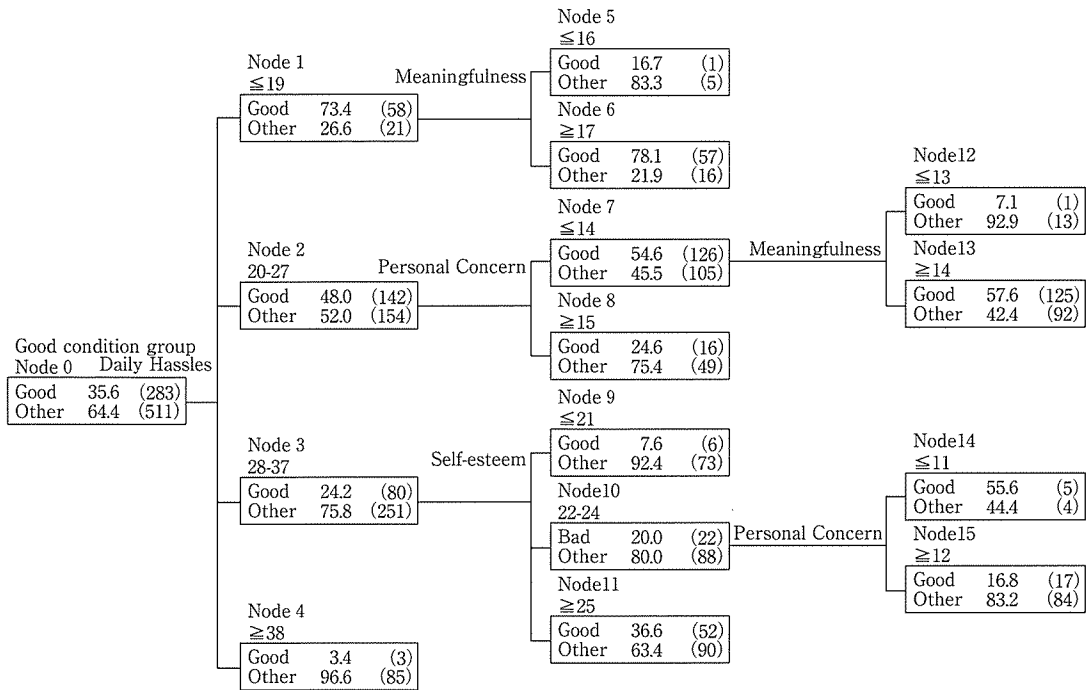 Good condition group
Node 0 Daily Hassles
Good 35.6 (283)
Other 64.4 (511)
Node 1
≦19
Good 73.4 (58)
Other 26.6 (21)
Node 2
20-27
Good 48.0 (142)
Other 52.0 (154)
Node 3
28-37
Good 24.2 (80)
Other 75.8 (251)
Node 4
≧38
Good 3.4 (3)
Other 96.6 (85)
Meaningfulness
Node 5
≦16
Good 16.7 (1)
Other 83.3 (5)
Node 6
≧17
Good 78.1 (57)
Other 21.9 (16)
Personal Concern
Node 7
≦14
Good 54.6 (126)
Other 45.5 (105)
Node 8
≧15
Good 24.6 (16)
Other 75.4 (49)
Self-esteem
Node 9
≦21
Good 7.6 (6)
Other 92.4 (73)
Node10
22-24
Bad 20.0 (22)
Other 80.0 (88)
Node11
≧25
Good 36.6 (52)
Other 63.4 (90)
Meaningfulness
Node12
≦13
Good 7.1 (1)
Other 92.9 (13)
Node13
≧14
Good 57.6 (125)
Other 42.4 (92)
Personal Concern
Node14
≦11
Good 55.6 (5)
Other 44.4 (4)
Node15
≧12
Good 16.8 (17)
Other 83.2 (84)